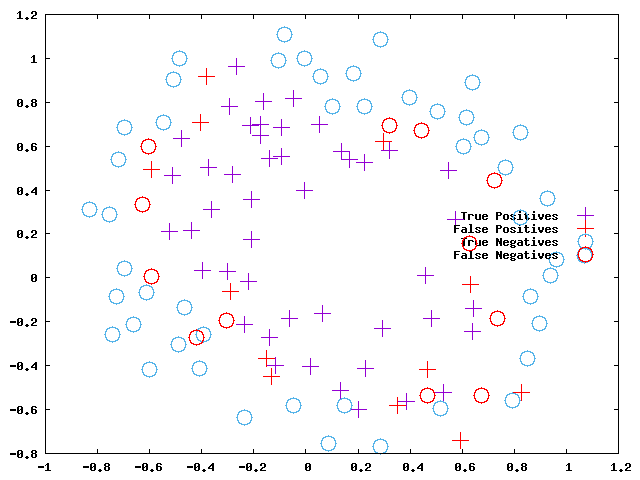 1.2
1
0.8
0.6
0.4
0.2
0
-0.2
-0.4
-0.6
-0.8
True Positives
False Positives
True Negatives
False Negatives
-1 -0.8 -0.6 -0.4 -0.2 0 0.2 0.4 0.6 0.8 1 1.2